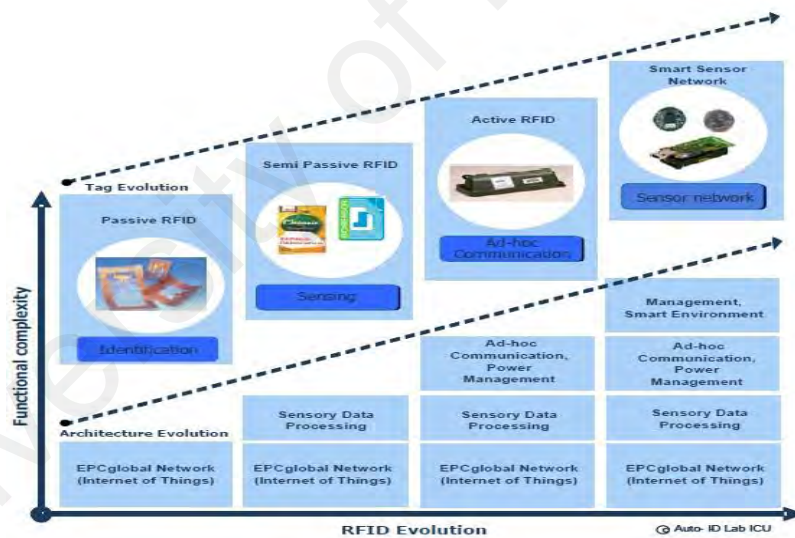 Smart Sensor
Network
Sensor network
Active RFID
Ad-hoc
Communication
Semi Passive RFID
Sensing
Tag Evolution
Passive RFID
Identification
Functional complexity
Management,
Smart Environment
Ad-hoc
Communication,
Power
Management
Ad-hoc
Communication,
Power
Management
Architecture Evolution
Sensory Data
Processing
Sensory Data
Processing
Sensory Data
Processing
EPCglobal Network
(Internet of Things)
EPCglobal Network
(Internet of Things)
EPCglobal Network
(Internet of Things)
EPCglobal Network
(Internet of Things)
RFID Evolution
@ Auto-ID Lab ICU